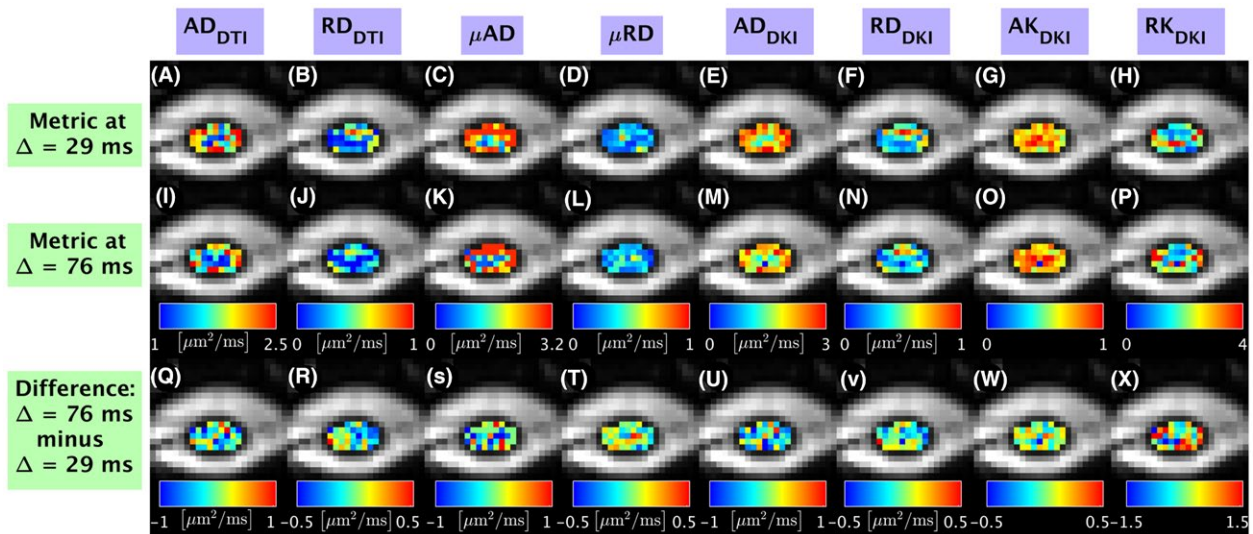 AD_DTI RD_DTI μAD μRD AD_DKI RD_DKI AK_DKI RK_DKI
Metric at
Δ = 29 ms
(A) (B) (C) (D) (E) (F) (G) (H)
Metric at
Δ = 76 ms
(I) (J) (K) (L) (M) (N) (O) (P)
1 [μm²/ms] 2.5 0 [μm²/ms] 1 0 [μm²/ms] 3.2 0 [μm²/ms] 1 0 [μm²/ms] 3 0 [μm²/ms] 1 0 1 0 4
Difference:
Δ = 76 ms
minus
Δ = 29 ms
(Q) (R) (s) (T) (U) (v) (W) (X)
−1 [μm²/ms] 1 −0.5 [μm²/ms] 0.5 −1 [μm²/ms] 1 −0.5 [μm²/ms] 0.5 −1 [μm²/ms] 1 −0.5 [μm²/ms] 0.5 −0.5 0.5 −1.5 1.5